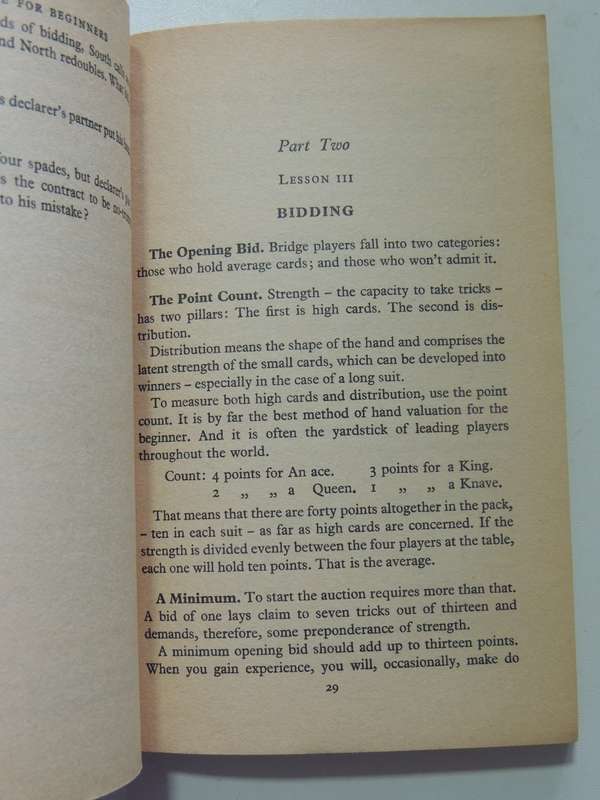 FOR BEGINNERS
ds of bidding, South calls
nd North redoubles. What
s declarer's partner put his
four spades, but declarer's
s the contract to be no-
to his mistake?
Part Two
LESSON III
BIDDING
The Opening Bid. Bridge players fall into two categories:
those who hold average cards; and those who won't admit it.
The Point Count. Strength – the capacity to take tricks –
has two pillars: The first is high cards. The second is dis-
tribution.
Distribution means the shape of the hand and comprises the
latent strength of the small cards, which can be developed into
winners – especially in the case of a long suit.
To measure both high cards and distribution, use the point
count. It is by far the best method of hand valuation for the
beginner. And it is often the yardstick of leading players
throughout the world.
Count: 4 points for An ace. 3 points for a King.
2 „ „ a Queen. 1 „ „ a Knave.
That means that there are forty points altogether in the pack,
– ten in each suit – as far as high cards are concerned. If the
strength is divided evenly between the four players at the table,
each one will hold ten points. That is the average.
A Minimum. To start the auction requires more than that.
A bid of one lays claim to seven tricks out of thirteen and
demands, therefore, some preponderance of strength.
A minimum opening bid should add up to thirteen points.
When you gain experience, you will, occasionally, make do
29